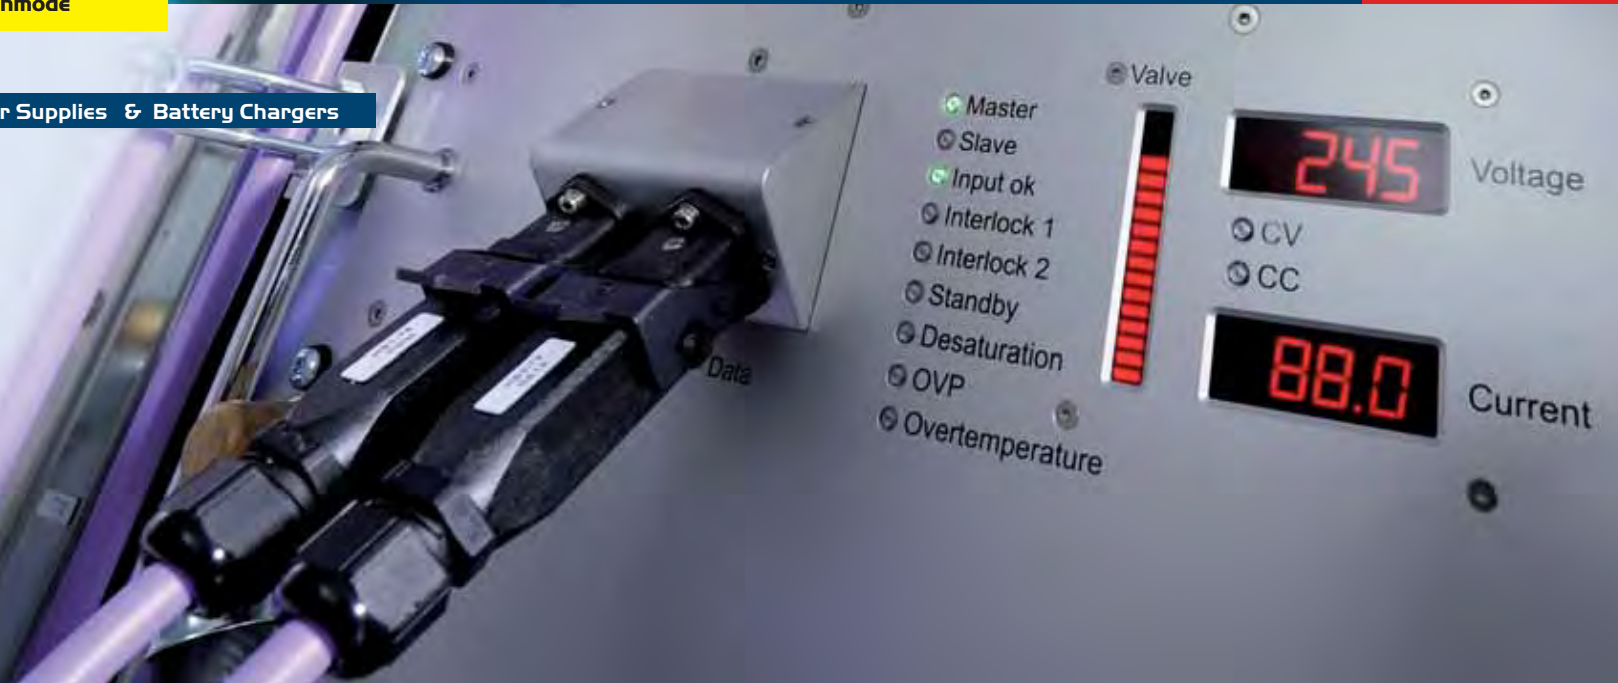 nmode
r Supplies & Battery Chargers
Valve
Master
Slave
Input ok
Interlock 1
Interlock 2
Standby
Desaturation
OVP
Overtemperature
Data
245
Voltage
CV
CC
88.0
Current